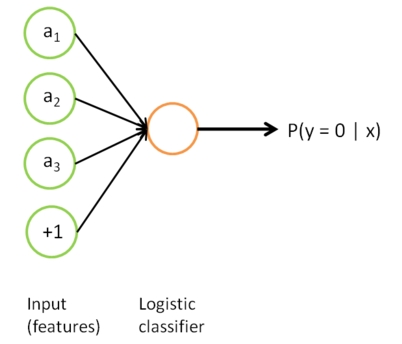 a1
a2
a3
+1
P(y = 0 | x)
Input
(features)
Logistic
classifier